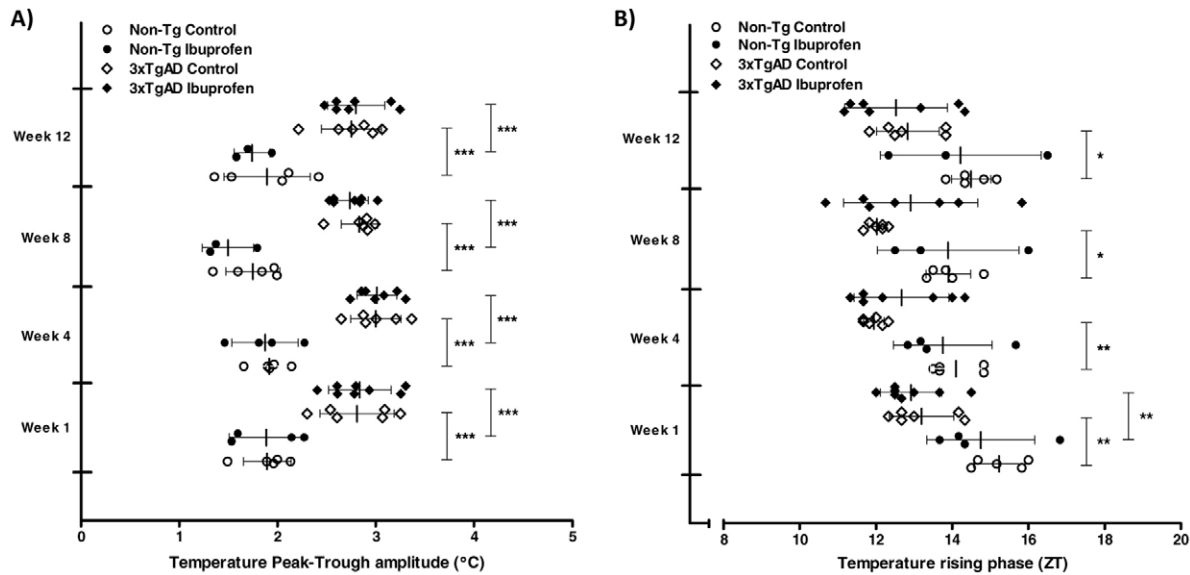 A)
Non-Tg Control
Non-Tg Ibuprofen
3xTgAD Control
3xTgAD Ibuprofen
Week 12
***
***
Week 8
***
***
Week 4
***
***
Week 1
***
***
0 1 2 3 4 5
Temperature Peak-Trough amplitude (°C)
B)
Non-Tg Control
Non-Tg Ibuprofen
3xTgAD Control
3xTgAD Ibuprofen
Week 12
*
Week 8
*
Week 4
**
Week 1
**
**
8 10 12 14 16 18 20
Temperature rising phase (ZT)